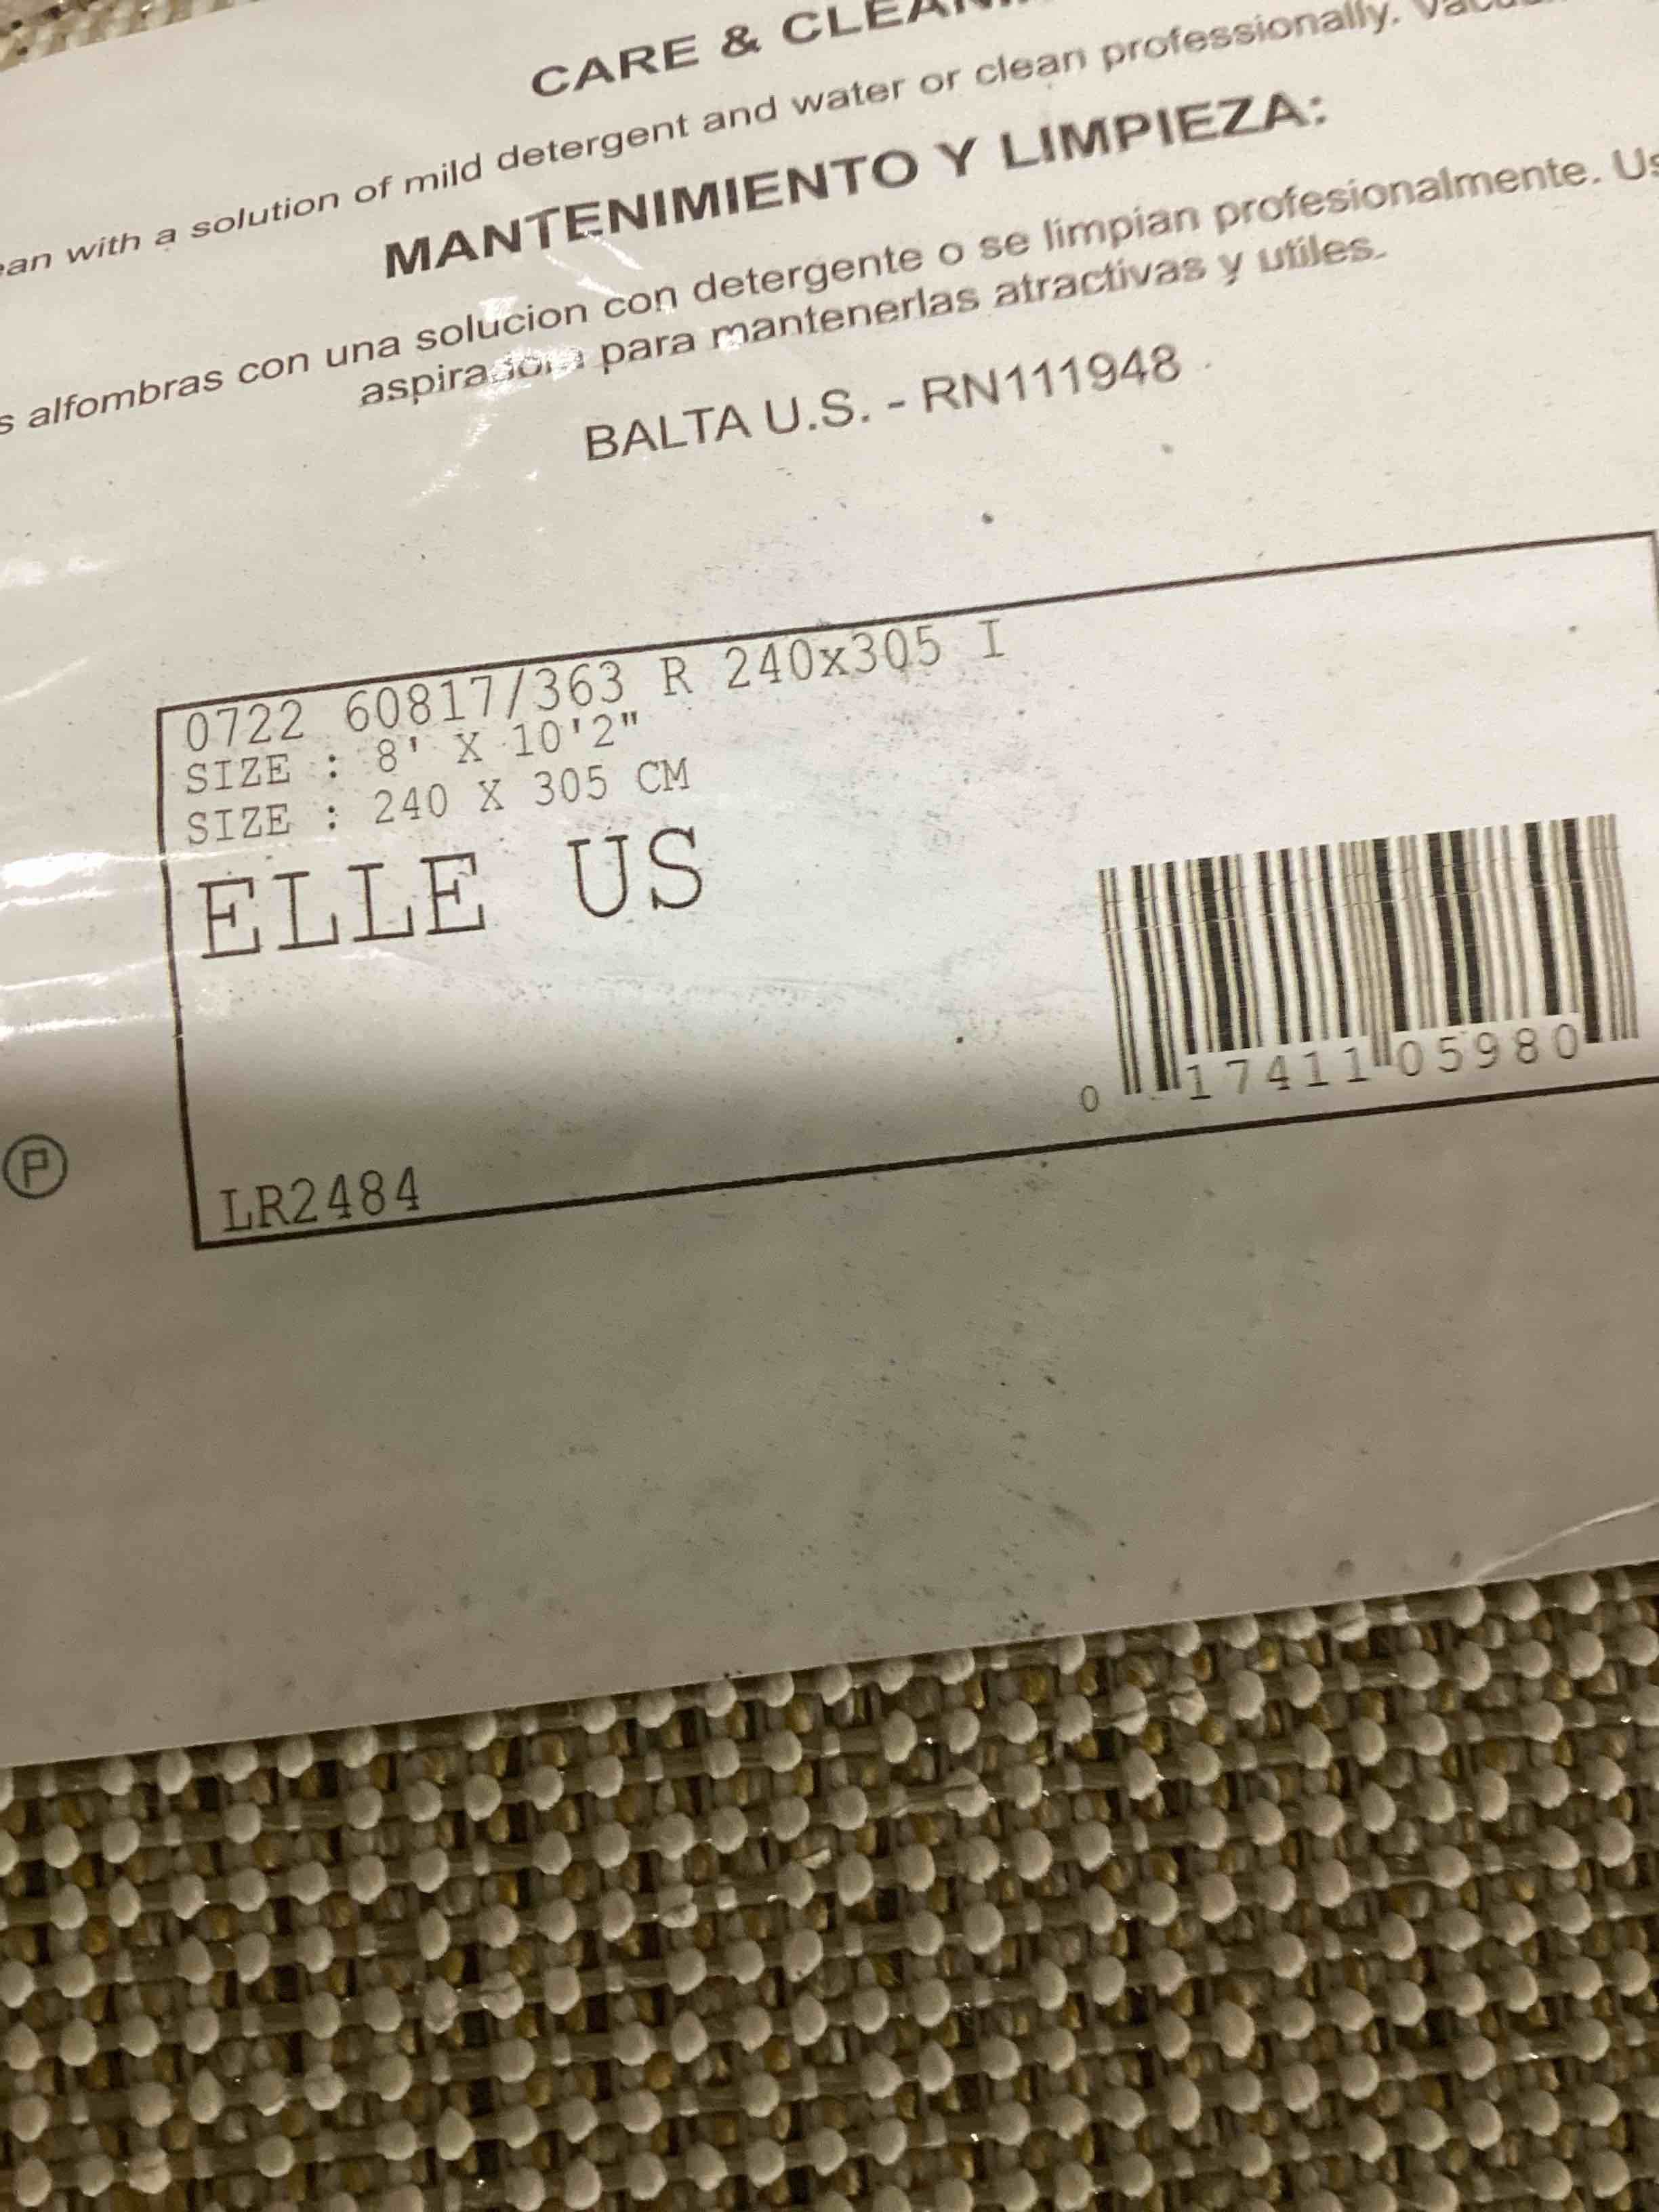 CARE &
with a solution of mild detergent and water or clean professionally.
MANTENIMIENTO Y LIMPIEZA:
alfombras con una solucion con detergente o se limpian profesionalmente.
aspiradora para mantenerlas atractivas y utiles.
BALTA U.S. - RN111948
0722 60817/363 R 240x305 I
SIZE : 8' X 10'2"
SIZE : 240 X 305 CM
ELLE US
0 17411 05980
P
LR2484